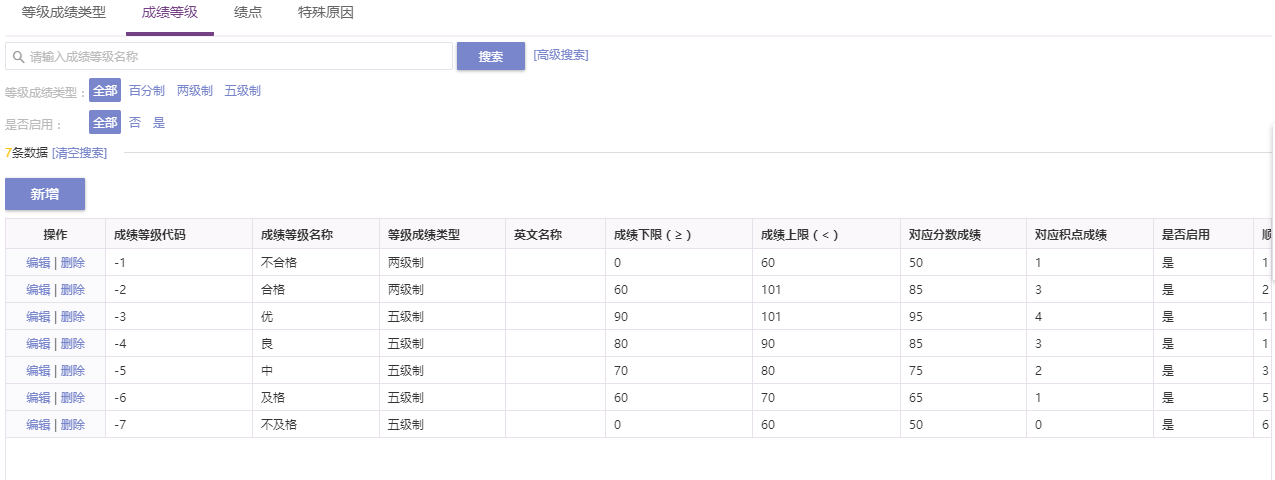 等级成绩类型 成绩等级 绩点 特殊原因
请输入成绩等级名称 搜索 [高级搜索]
等级成绩类型： 全部 百分制 两级制 五级制
是否启用： 全部 否 是
7条数据 [清空搜索]
新增
操作 成绩等级代码 成绩等级名称 等级成绩类型 英文名称 成绩下限（≥） 成绩上限（<） 对应分数成绩 对应积点成绩 是否启用
编辑 | 删除 -1 不合格 两级制 0 60 50 1 是 1
编辑 | 删除 -2 合格 两级制 60 101 85 3 是 2
编辑 | 删除 -3 优 五级制 90 101 95 4 是 1
编辑 | 删除 -4 良 五级制 80 90 85 3 是 1
编辑 | 删除 -5 中 五级制 70 80 75 2 是 3
编辑 | 删除 -6 及格 五级制 60 70 65 1 是 5
编辑 | 删除 -7 不及格 五级制 0 60 50 0 是 6